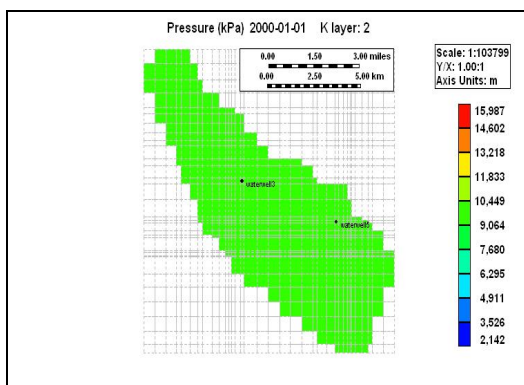 Pressure (kPa) 2000-01-01 K layer: 2
0.00 1.50 3.00 miles
0.00 2.50 5.00 km
Scale: 1:103799
Y/X: 1.00:1
Axis Units: m
15,987
14,602
13,218
11,833
10,449
9,064
7,680
6,295
4,911
3,526
2,142
waterwell3
waterwell5